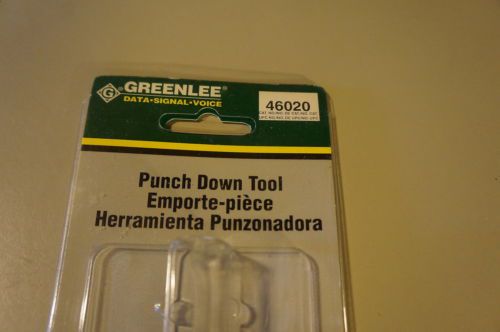 GREENLEE®
DATA•SIGNAL•VOICE
46020
Punch Down Tool
Emporte-pièce
Herramienta Punzonadora